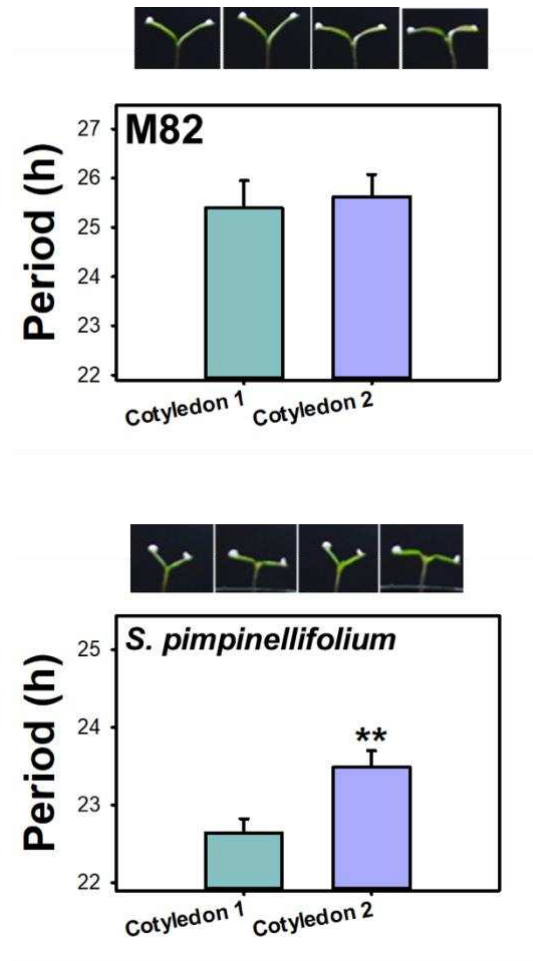 M82
Period (h)
27
26
25
24
23
22
Cotyledon 1
Cotyledon 2
S. pimpinellifolium
Period (h)
25
24
23
22
**
Cotyledon 1
Cotyledon 2